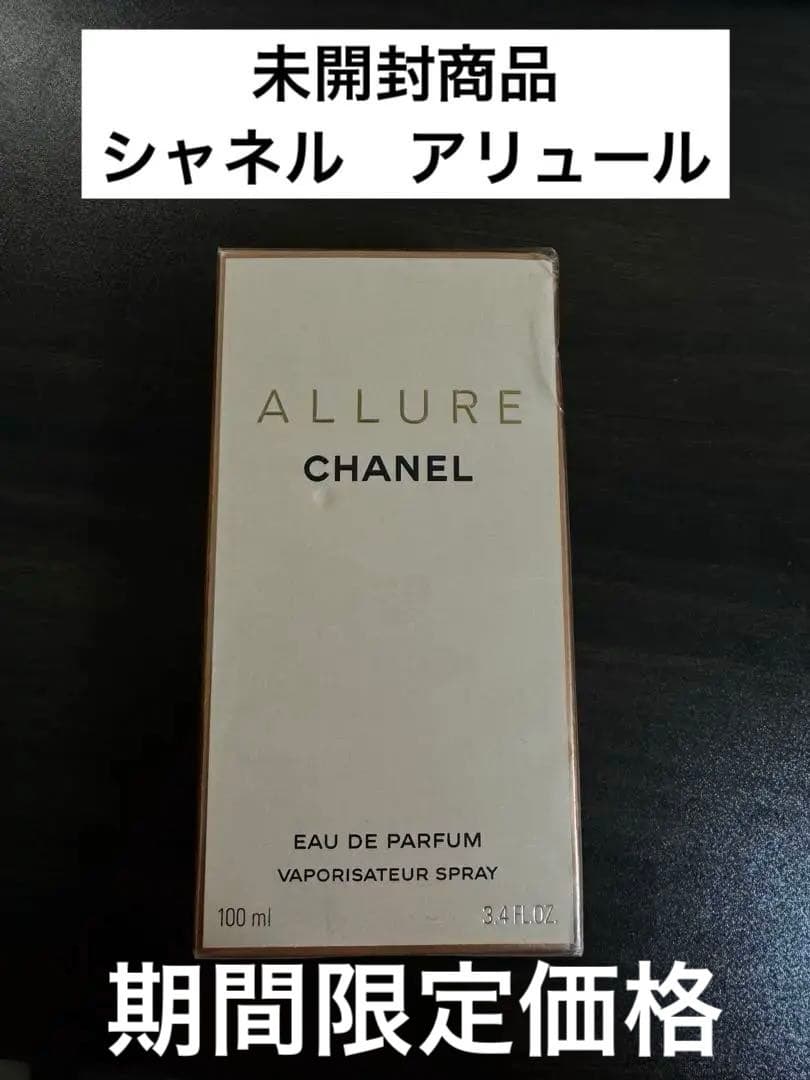 未開封商品
シャネル　アリュール
ALLURE
CHANEL
EAU DE PARFUM
VAPORISATEUR SPRAY
100 ml 3.4 FL.OZ.
期間限定価格